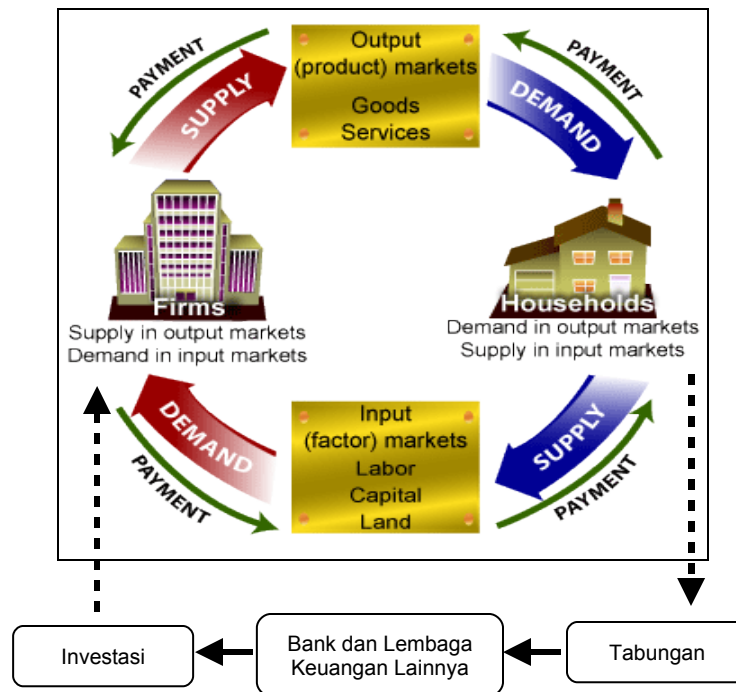 PAYMENT
SUPPLY
Output
(product) markets
Goods
Services
PAYMENT
DEMAND
Firms
Supply in output markets
Demand in input markets
Households
Demand in output markets
Supply in input markets
DEMAND
PAYMENT
Input
(factor) markets
Labor
Capital
Land
SUPPLY
PAYMENT
Investasi
Bank dan Lembaga
Keuangan Lainnya
Tabungan